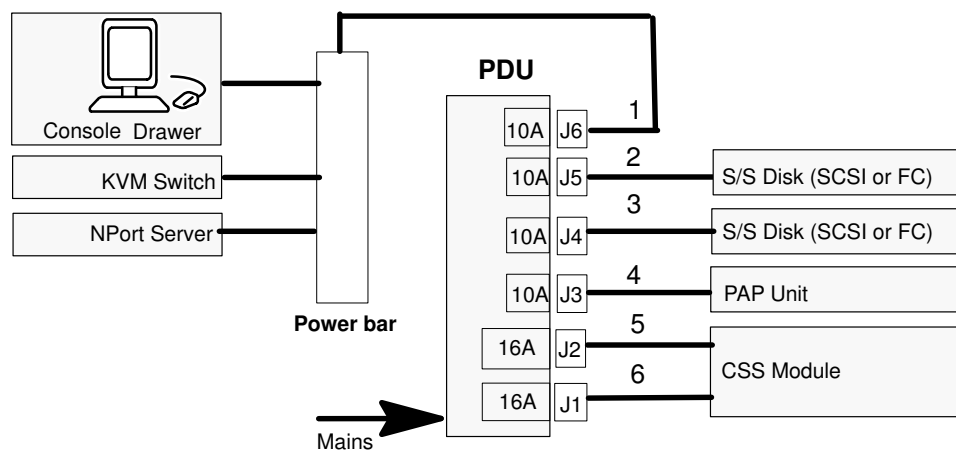 Console Drawer
KVM Switch
NPort Server
Power bar
Mains
PDU
10A J6 1
10A J5 2 S/S Disk (SCSI or FC)
10A J4 3 S/S Disk (SCSI or FC)
10A J3 4 PAP Unit
16A J2 5
CSS Module
16A J1 6